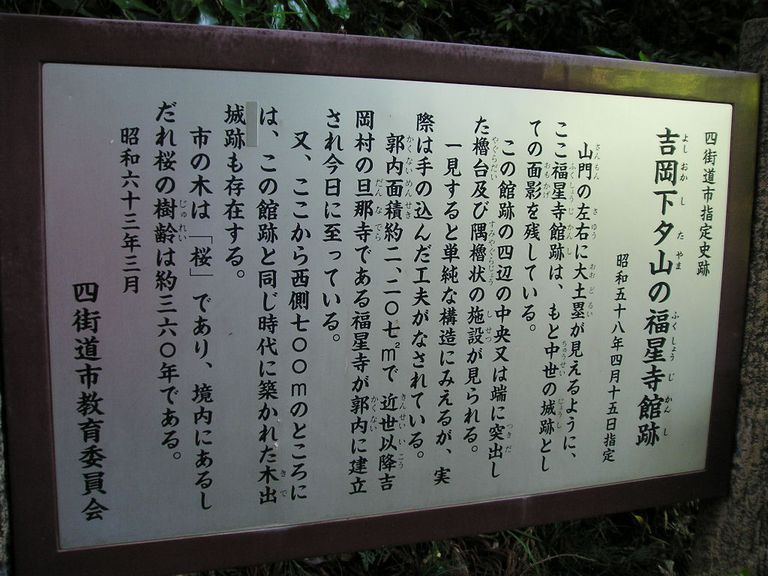 四街道市指定史跡
吉岡下夕山の福星寺館跡
昭和五十八年四月十五日指定
山門の左右に大土塁が見えるように、
ここ福星寺館跡は、もと中世の城跡とし
ての面影を残している。
この館跡の四辺の中央又は端に突出し
た櫓台及び隅櫓状の施設が見られる。
一見すると単純な構造にみえるが、実
際は手の込んだ工夫がなされている。
郭内面積約二、二〇七㎡で近世以降吉
岡村の旦那寺である福星寺が郭内に建立
され今日に至っている。
又、ここから西側七〇〇mのところに
は、この館跡と同じ時代に築かれた木出
城跡も存在する。
市の木は「桜」であり、境内にあるし
だれ桜の樹齢は約三六〇年である。
昭和六十三年三月
四街道市教育委員会